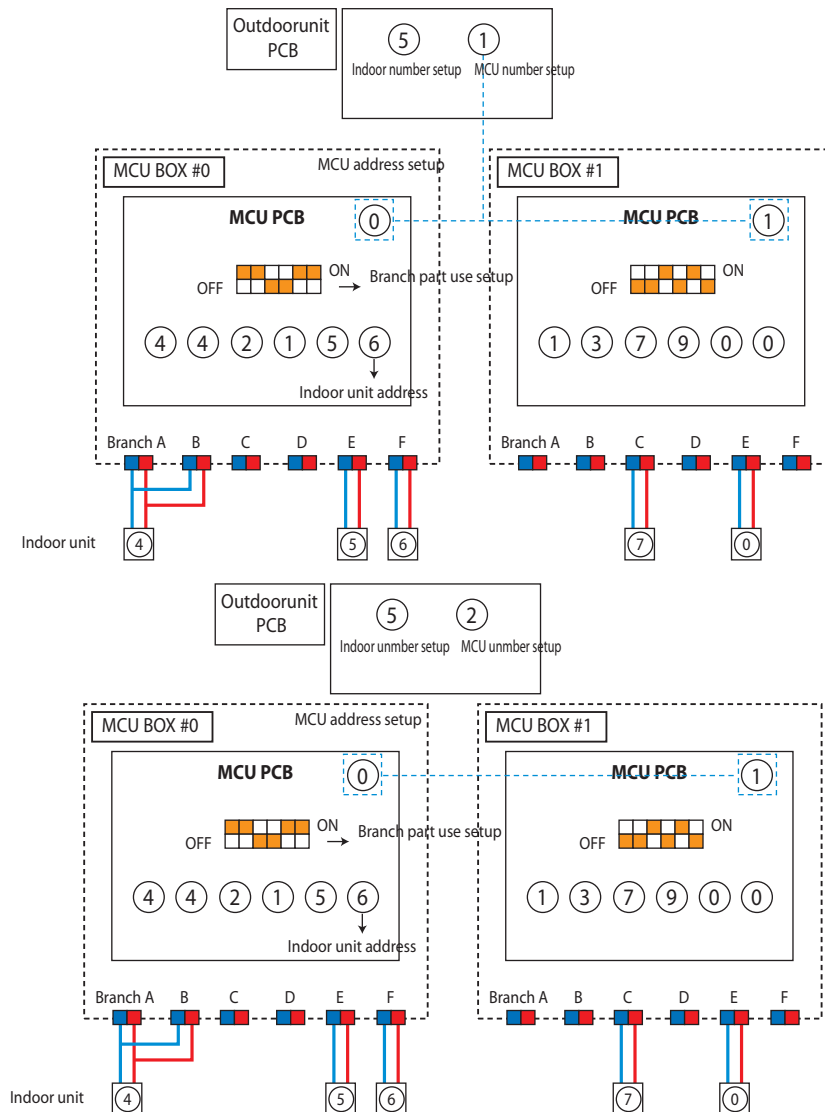 Outdoorunit
PCB
5 1
Indoor number setup MCU number setup
MCU BOX #0 MCU address setup MCU BOX #1
MCU PCB 0 MCU PCB 1
OFF ON Branch part use setup OFF ON
4 4 2 1 5 6 1 3 7 9 0 0
Indoor unit address
Branch A B C D E F Branch A B C D E F
Indoor unit 4 5 6 7 0
Outdoorunit
PCB
5 2
Indoor unmber setup MCU unmber setup
MCU BOX #0 MCU address setup MCU BOX #1
MCU PCB 0 MCU PCB 1
OFF ON Branch part use setup OFF ON
4 4 2 1 5 6 1 3 7 9 0 0
Indoor unit address
Branch A B C D E F Branch A B C D E F
Indoor unit 4 5 6 7 0